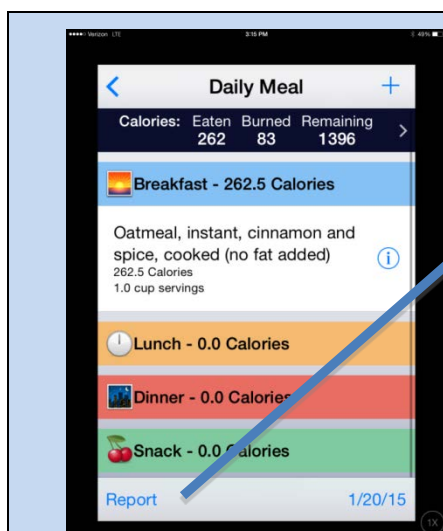 Verizon LTE 3:15 PM 49%
Daily Meal +
Calories: Eaten Burned Remaining
262 83 1396 >
Breakfast - 262.5 Calories
Oatmeal, instant, cinnamon and
spice, cooked (no fat added)
262.5 Calories
1.0 cup servings
Lunch - 0.0 Calories
Dinner - 0.0 Calories
Snack - 0.0 Calories
Report 1/20/15
1X